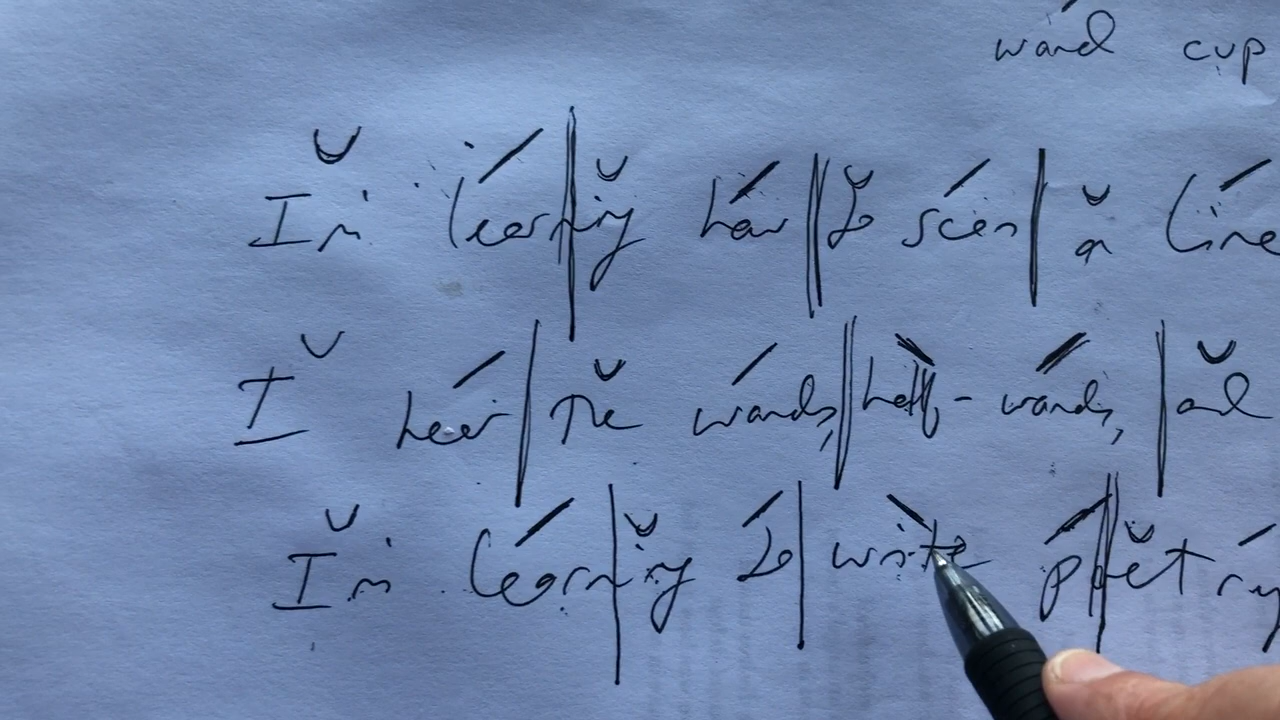 ward cup
I'm learning how to scan a line
I hear the words, half-words, and
I'm learning to write poetry